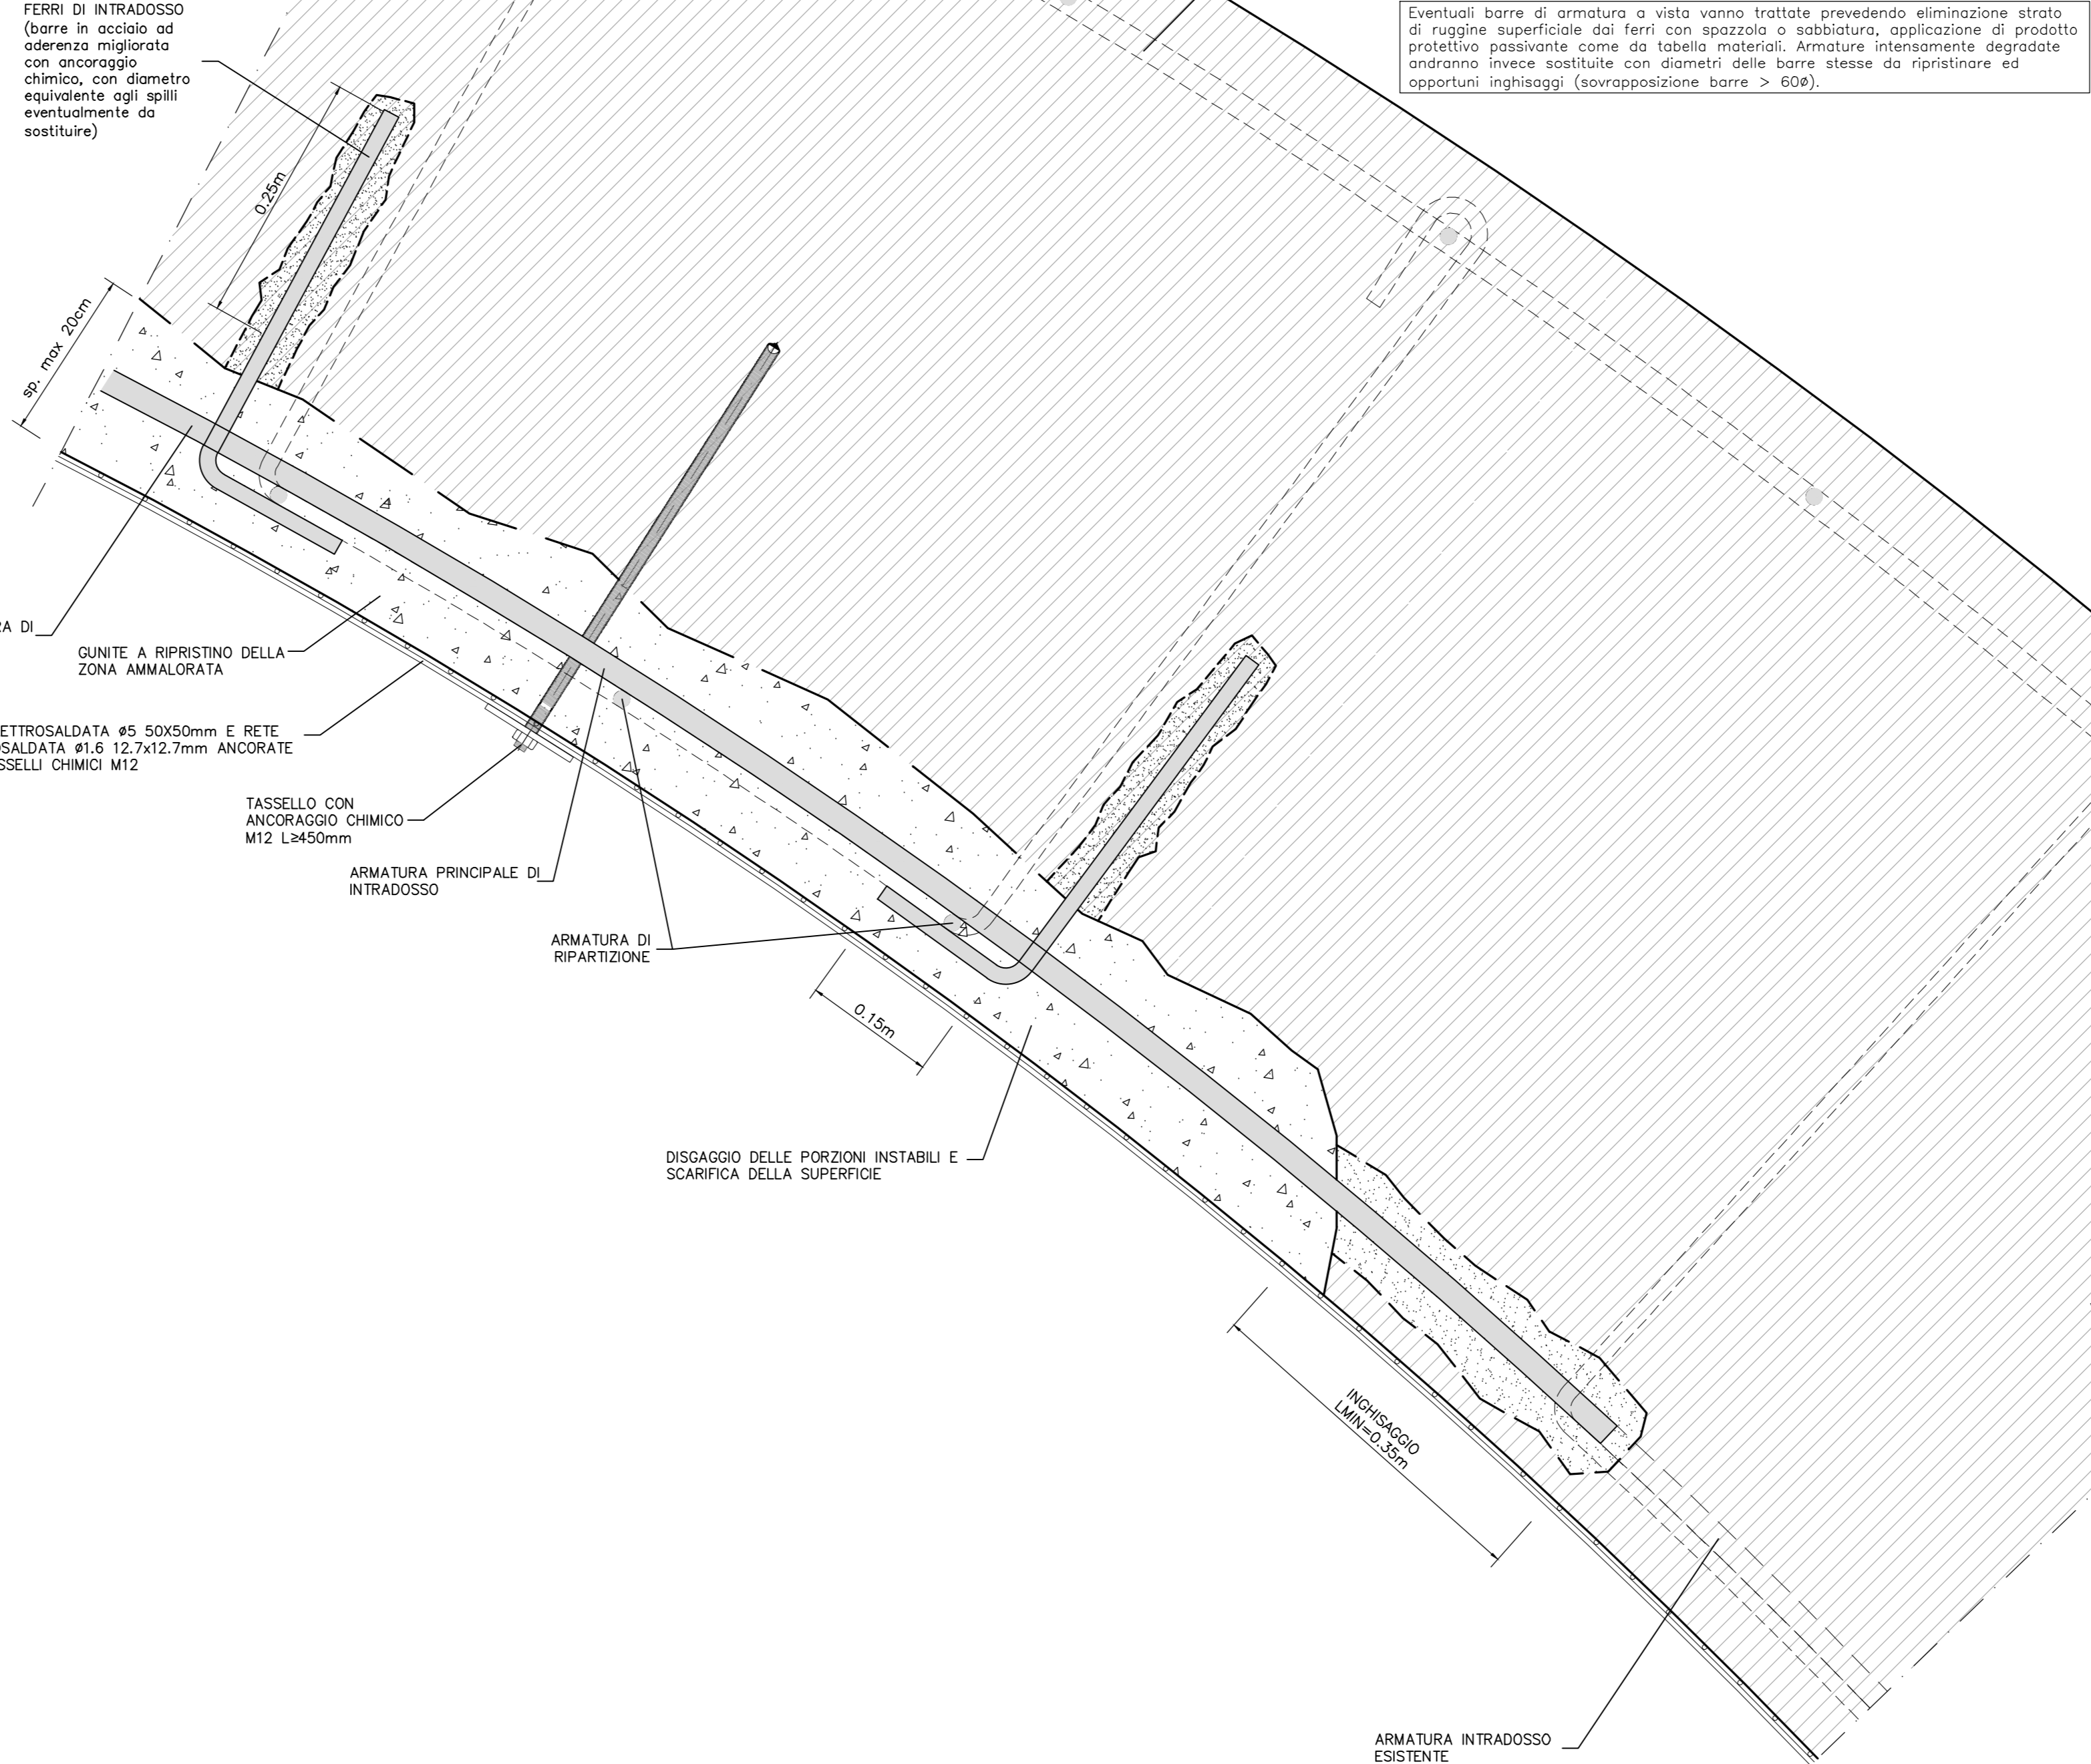 FERRI DI INTRADOSSO
(barre in acciaio ad
aderenza migliorata
con ancoraggio
chimico, con diametro
equivalente agli spilli
eventualmente da
sostituire)
Eventuali barre di armatura a vista vanno trattate prevedendo eliminazione strato
di ruggine superficiale dai ferri con spazzola o sabbiatura, applicazione di prodotto
protettivo passivante come da tabella materiali. Armature intensamente degradate
andranno invece sostituite con diametri delle barre stesse da ripristinare ed
opportuni inghisaggi (sovrapposizione barre > 60ø).
0.25m
sp. max 20cm
DI
GUNITE A RIPRISTINO DELLA
ZONA AMMALORATA
ETTROSALDATA ø5 50X50mm E RETE
SALDATA ø1.6 12.7x12.7mm ANCORATE
SSELLI CHIMICI M12
TASSELLO CON
ANCORAGGIO CHIMICO
M12 L≥450mm
ARMATURA PRINCIPALE DI
INTRADOSSO
ARMATURA DI
RIPARTIZIONE
0.15m
DISGAGGIO DELLE PORZIONI INSTABILI E
SCARIFICA DELLA SUPERFICIE
INGHISAGGIO
LMIN=0.35m
ARMATURA INTRADOSSO
ESISTENTE